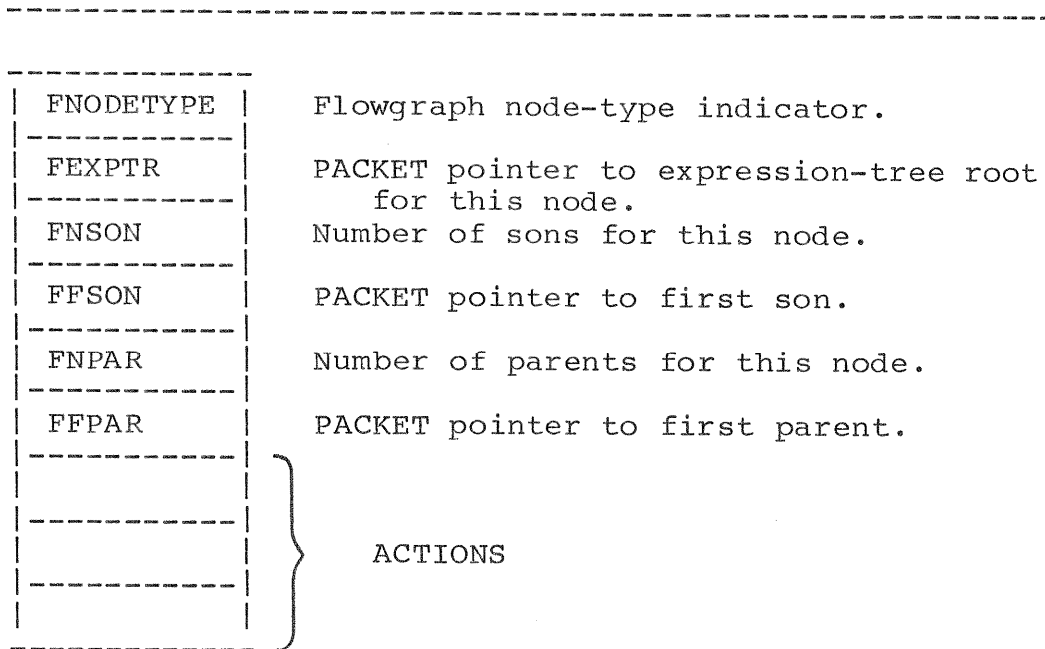 FNODETYPE Flowgraph node-type indicator.
FEXPTR PACKET pointer to expression-tree root
for this node.
FNSON Number of sons for this node.
FFSON PACKET pointer to first son.
FNPAR Number of parents for this node.
FFPAR PACKET pointer to first parent.
ACTIONS